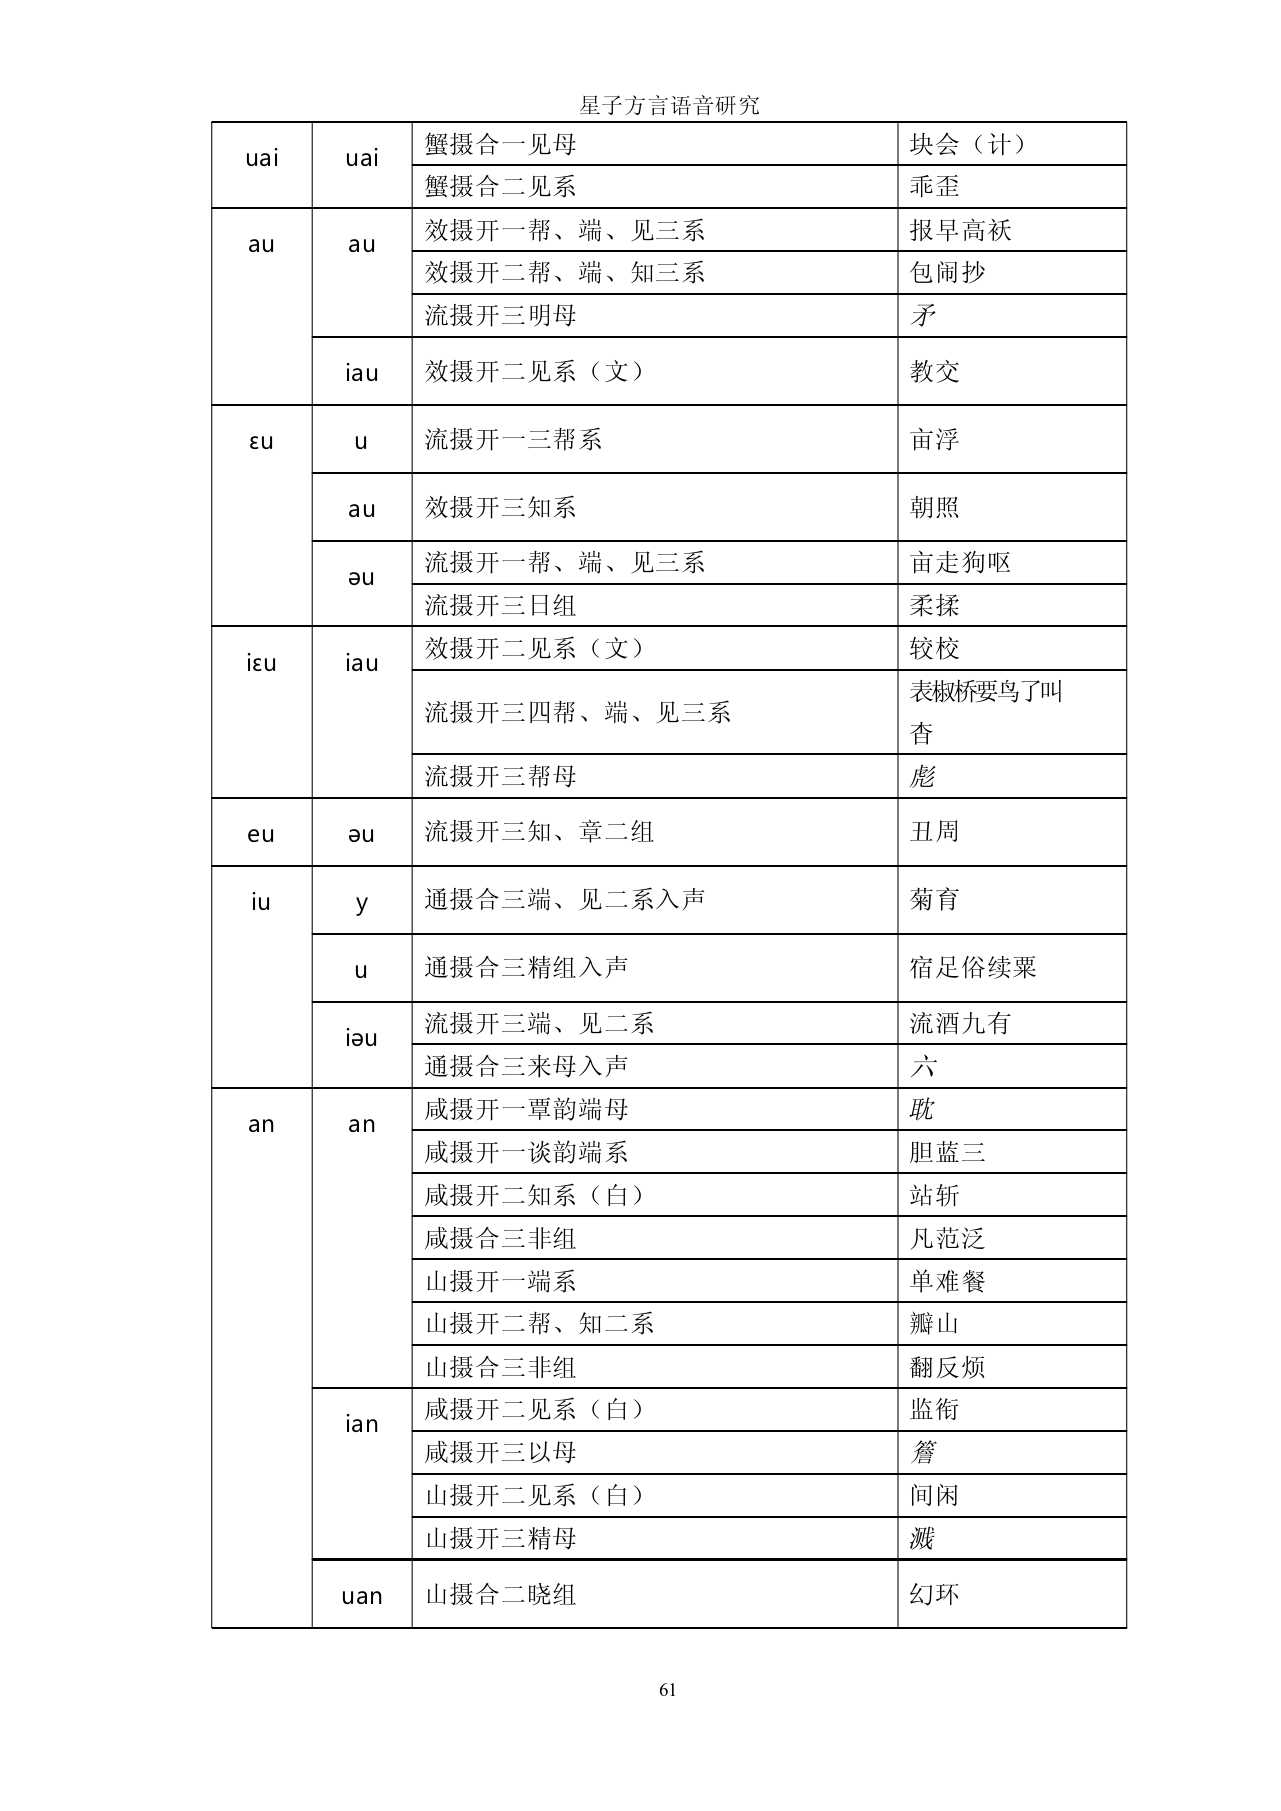 星子方言语音研究
uai uai 蟹摄合一见母 块会（计）
蟹摄合二见系 乖歪
au au 效摄开一帮、端、见三系 报早高袄
效摄开二帮、端、知三系 包闹抄
流摄开三明母 矛
iau 效摄开二见系（文） 教交
ɛu u 流摄开一三帮系 亩浮
au 效摄开三知系 朝照
əu 流摄开一帮、端、见三系 亩走狗呕
流摄开三日组 柔揉
iɛu iau 效摄开二见系（文） 较校
流摄开三四帮、端、见三系 表椒桥要鸟了叫
杳
流摄开三帮母 彪
eu əu 流摄开三知、章二组 丑周
iu y 通摄合三端、见二系入声 菊育
u 通摄合三精组入声 宿足俗续粟
iəu 流摄开三端、见二系 流酒九有
通摄合三来母入声 六
an an 咸摄开一覃韵端母 耽
咸摄开一谈韵端系 胆蓝三
咸摄开二知系（白） 站斩
咸摄合三非组 凡范泛
山摄开一端系 单难餐
山摄开二帮、知二系 瓣山
山摄合三非组 翻反烦
ian 咸摄开二见系（白） 监衔
咸摄开三以母 簷
山摄开二见系（白） 间闲
山摄开三精母 溅
uan 山摄合二晓组 幻环
61